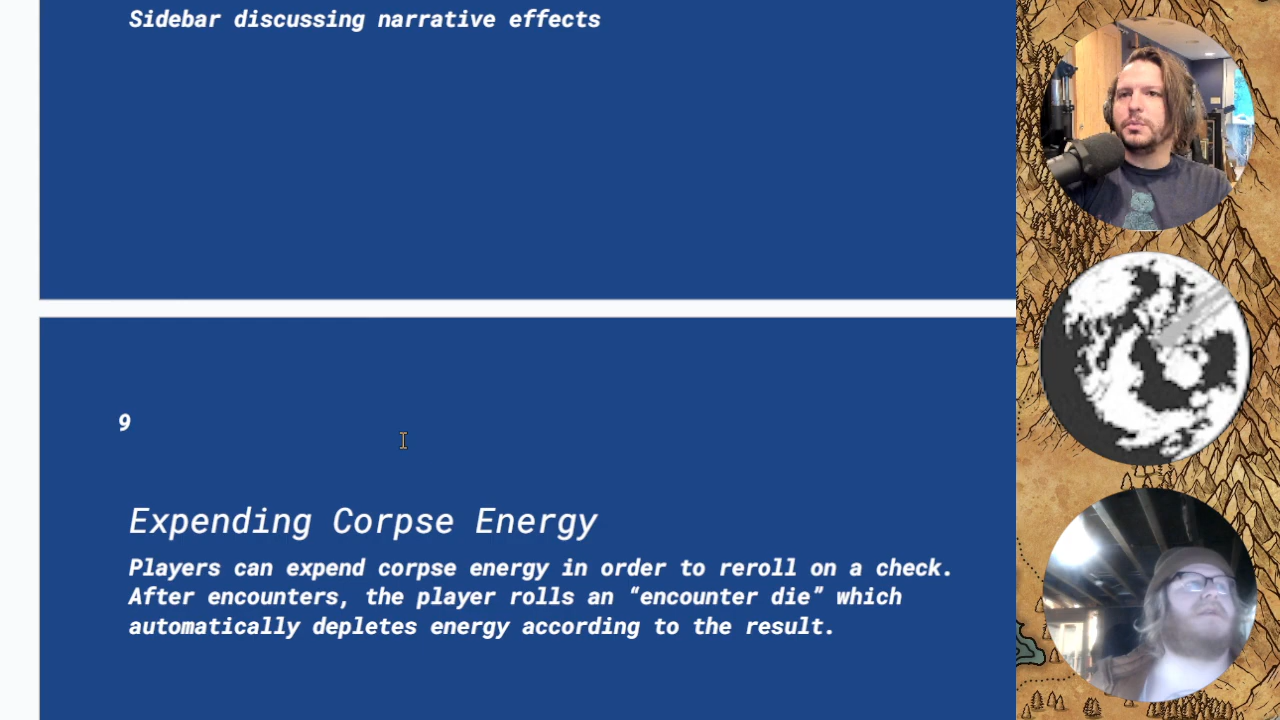 Sidebar discussing narrative effects
9
Expending Corpse Energy
Players can expend corpse energy in order to reroll on a check.
After encounters, the player rolls an “encounter die” which
automatically depletes energy according to the result.